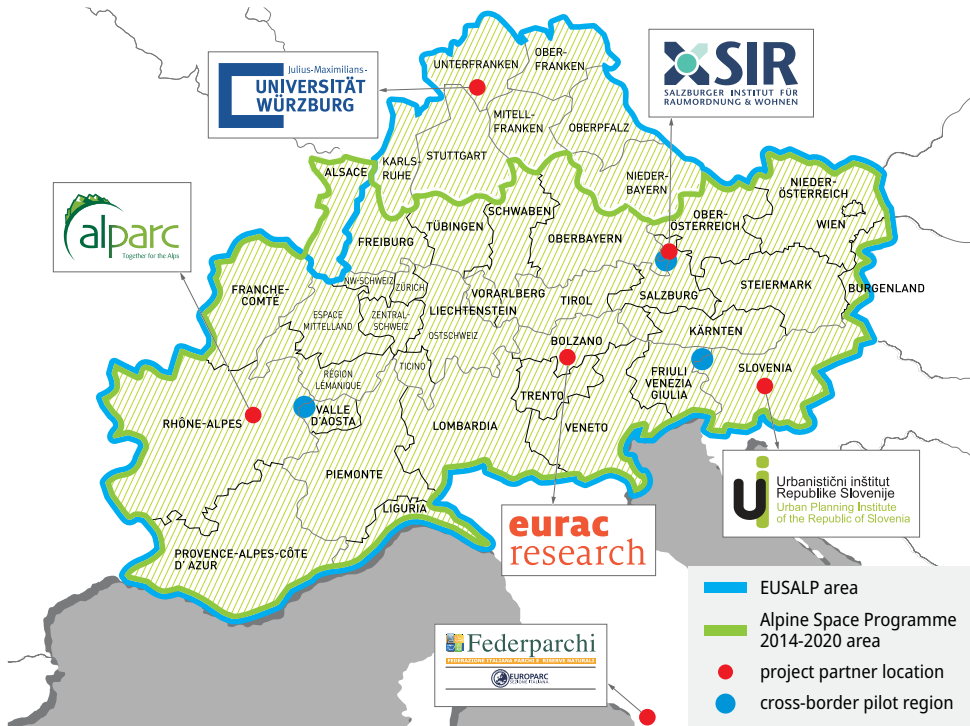 Julius-Maximilians-
UNIVERSITÄT
WÜRZBURG
SIR
SALZBURGER INSTITUT FÜR
RAUMORDNUNG & WOHNEN
alparc
Together for the Alps
UNTERFRANKEN
OBER-
FRANKEN
MITELL-
FRANKEN
OBERPFALZ
STUTTGART
KARLS-
RUHE
ALSACE
NIEDER-
BAYERN
NIEDER-
ÖSTERREICH
OBER-
ÖSTERREICH
WIEN
SCHWABEN
TÜBINGEN
FREIBURG
OBERBAYERN
FRANCHE-
COMTÉ
NW-SCHWEIZ
ZÜRICH
VORARLBERG
LIECHTENSTEIN
TIROL
SALZBURG
STEIERMARK
BURGENLAND
ESPACE
MITTELLAND
ZENTRAL-
SCHWEIZ
OSTSCHWEIZ
KÄRNTEN
BOLZANO
TICINO
RÉGION
LÉMANIQUE
FRIULI
VENEZIA
GIULIA
SLOVENIA
TRENTO
RHÔNE-ALPES
VALLE
D'AOSTA
LOMBARDIA
VENETO
PIEMONTE
LIGURIA
PROVENCE-ALPES-CÔTE
D' AZUR
eurac
research
ui
Urbanistični inštitut
Republike Slovenije
Urban Planning Institute
of the Republic of Slovenia
Federparchi
FEDERAZIONE ITALIANA PARCHI E RISERVE NATURALI
EUROPARC
SEZIONE ITALIANA
EUSALP area
Alpine Space Programme
2014-2020 area
project partner location
cross-border pilot region